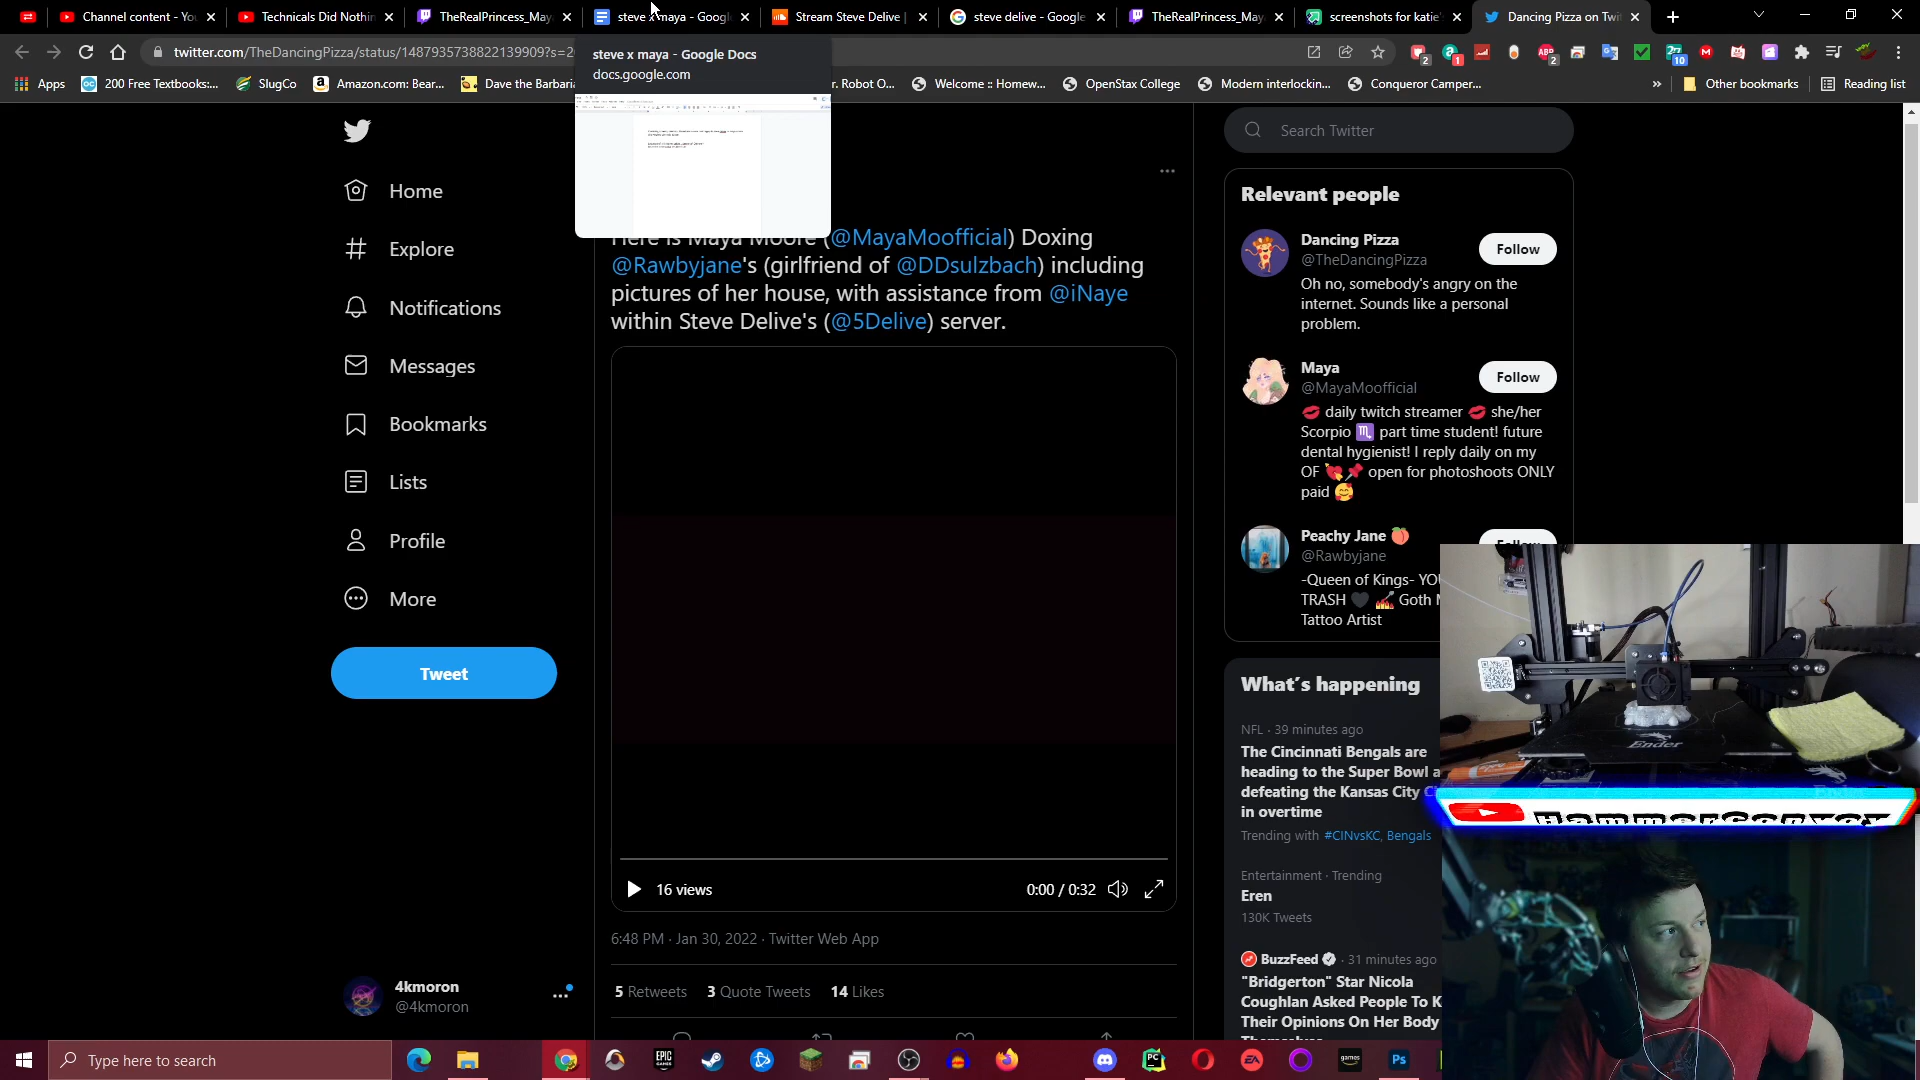 Channel content - Yo
Technicals Did Nothin
TheRealPrincess_May
steve x maya - Googl
Stream Steve Delive |
steve delive - Google
TheRealPrincess_May
screenshots for katie'
Dancing Pizza on Twi
twitter.com/TheDancingPizza/status/1487935738822139909?s=2
steve x maya - Google Docs
docs.google.com
Apps
200 Free Textbooks:...
SlugCo
Amazon.com: Bear...
Dave the Barbaria
r. Robot O...
Welcome :: Homew...
OpenStax College
Modern interlockin...
Conqueror Camper...
Other bookmarks
Reading list
Home
Explore
Notifications
Messages
Bookmarks
Lists
Profile
More
Tweet
4kmoron
@4kmoron
Here is Maya Moore (@MayaMoofficial) Doxing
@Rawbyjane's (girlfriend of @DDsulzbach) including
pictures of her house, with assistance from @iNaye
within Steve Delive's (@5Delive) server.
16 views
0:00 / 0:32
6:48 PM · Jan 30, 2022 · Twitter Web App
5 Retweets 3 Quote Tweets 14 Likes
Search Twitter
Relevant people
Dancing Pizza
@TheDancingPizza
Follow
Oh no, somebody's angry on the
internet. Sounds like a personal
problem.
Maya
@MayaMoofficial
Follow
💋 daily twitch streamer 💋 she/her
Scorpio ♏ part time student! future
dental hygienist! I reply daily on my
OF 💘📌 open for photoshoots ONLY
paid 🥰
Peachy Jane 🍑
@Rawbyjane
Follow
-Queen of Kings- YOU
TRASH 🖤 💅 Goth M
Tattoo Artist
What's happening
NFL · 39 minutes ago
The Cincinnati Bengals are
heading to the Super Bowl a
defeating the Kansas City C
in overtime
Trending with #CINvsKC, Bengals
Entertainment · Trending
Eren
130K Tweets
BuzzFeed · 31 minutes ago
"Bridgerton" Star Nicola
Coughlan Asked People To K
Their Opinions On Her Body
Ender
Type here to search